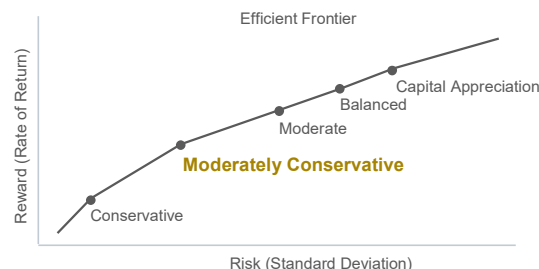 Efficient Frontier
Reward (Rate of Return)
Capital Appreciation
Balanced
Moderate
Moderately Conservative
Conservative
Risk (Standard Deviation)